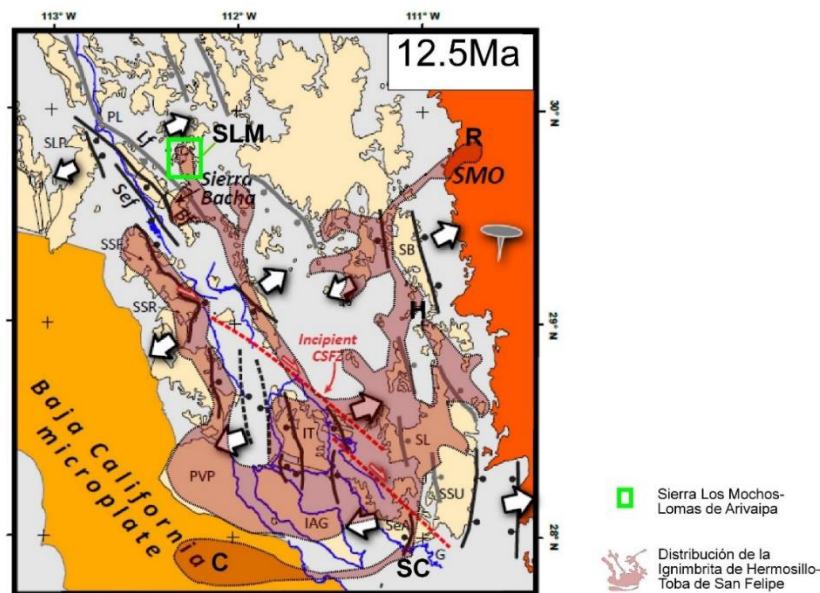 113° W
112° W
111° W
12.5Ma
30° N
PL
Lf
SLM
SLP
R
SMO
Sierra
Bacha
Sef
Bf
SSF
SB
SSR
H
29° N
Incipient
CSFZ
Baja California
microplate
IT
SL
PVP
SSU
IAG
SeA
28° N
G
C
SC
Sierra Los Mochos-
Lomas de Arivaipa
Distribución de la
Ignimbrita de Hermosillo-
Toba de San Felipe